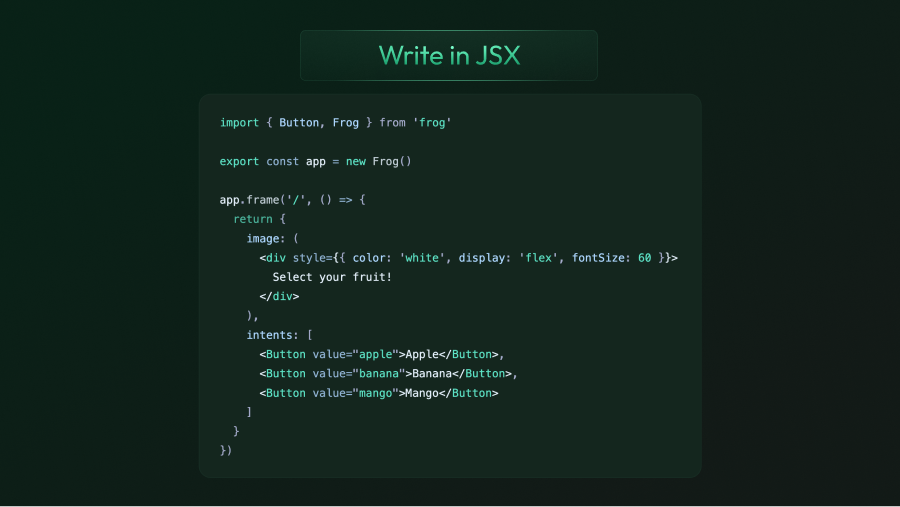 Write in JSX
import { Button, Frog } from 'frog'
export const app = new Frog()
app.frame('/', () => {
  return {
    image: (
      <div style={{ color: 'white', display: 'flex', fontSize: 60 }}>
        Select your fruit!
      </div>
    ),
    intents: [
      <Button value="apple">Apple</Button>,
      <Button value="banana">Banana</Button>,
      <Button value="mango">Mango</Button>
    ]
  }
})